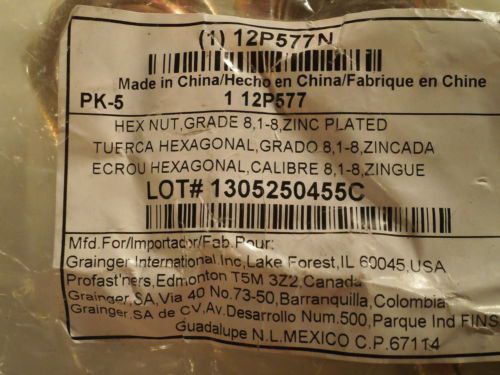 (1) 12P577N
Made in China/Hecho en China/Fabrique en Chine
PK-5 1 12P577
HEX NUT,GRADE 8,1-8,ZINC PLATED
TUERCA HEXAGONAL,GRADO 8,1-8,ZINCADA
ECROU HEXAGONAL,CALIBRE 8,1-8,ZINGUE
LOT# 1305250455C
Mfd.For/Importador/Fab.Pour:
Grainger International,Inc,Lake Forest,IL 60045,USA
Profast'ners,Edmonton T5M 3Z2,Canada
Grainger,SA,Via 40 No.73-50,Barranquilla,Colombia
Grainger,SA de CV,Av.Desarrollo Num.500,Parque Ind FINS
Guadalupe N.L.MEXICO C.P.67114